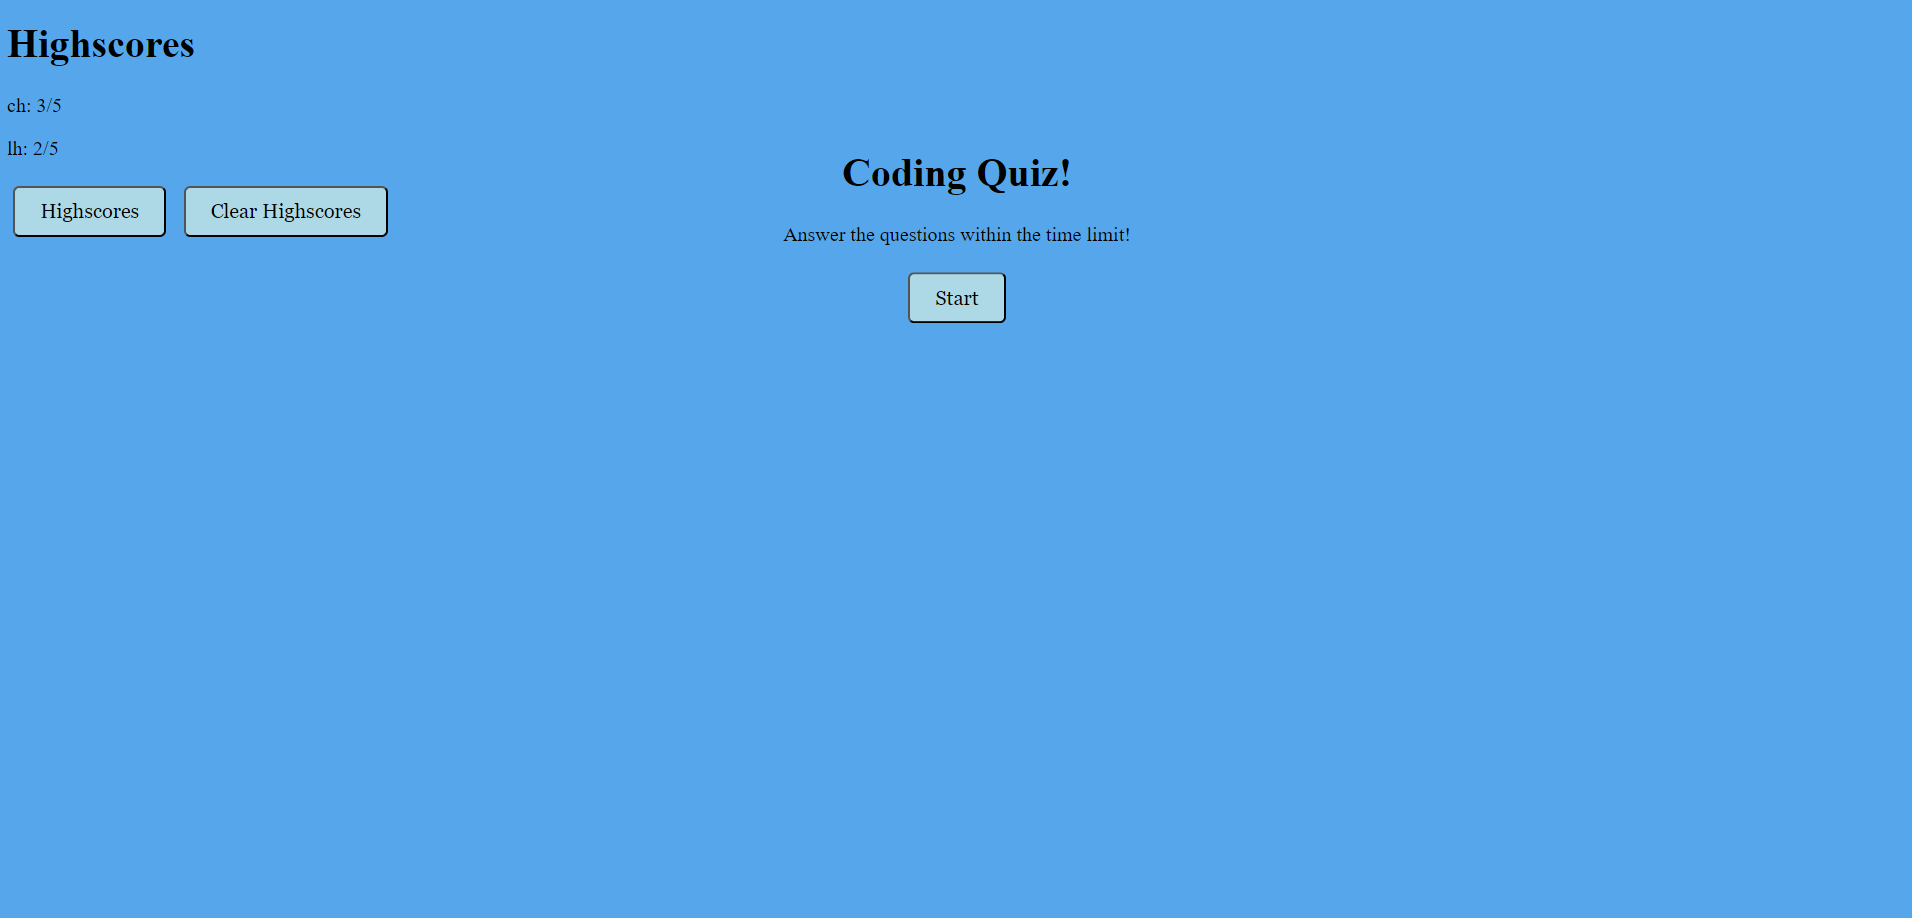 Highscores
ch: 3/5
lh: 2/5
Highscores Clear Highscores
Coding Quiz!
Answer the questions within the time limit!
Start